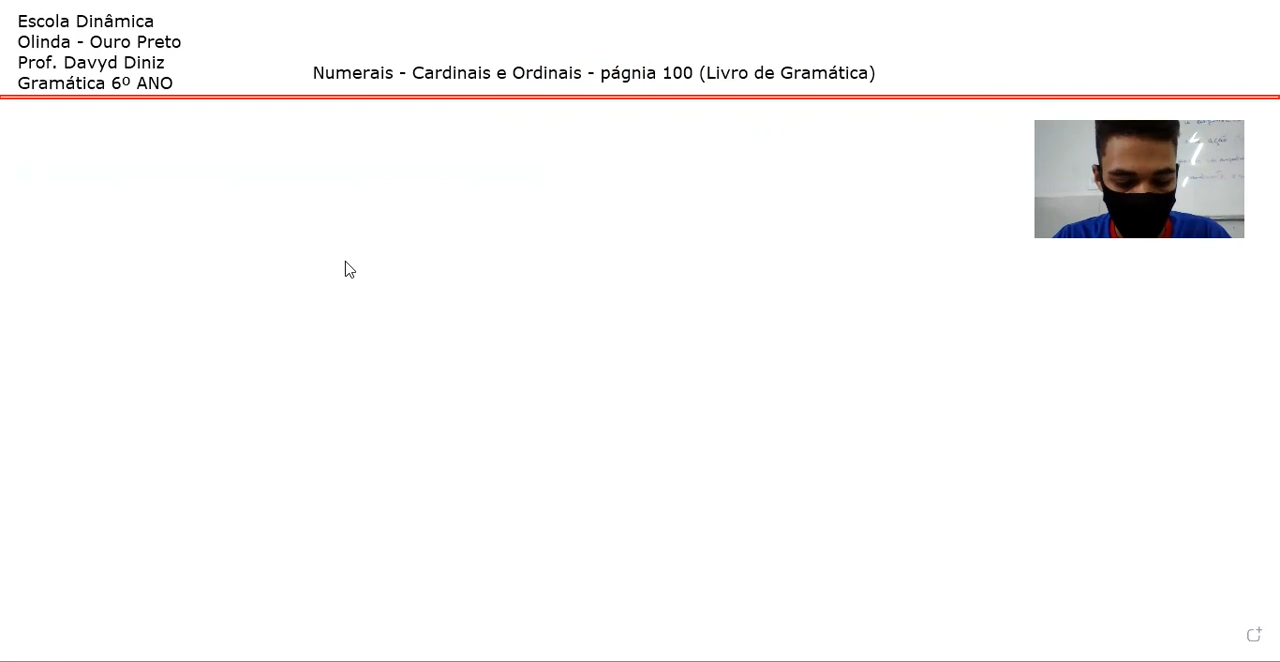 Escola Dinâmica
Olinda - Ouro Preto
Prof. Davyd Diniz
Gramática 6º ANO
Numerais - Cardinais e Ordinais - págnia 100 (Livro de Gramática)
ação